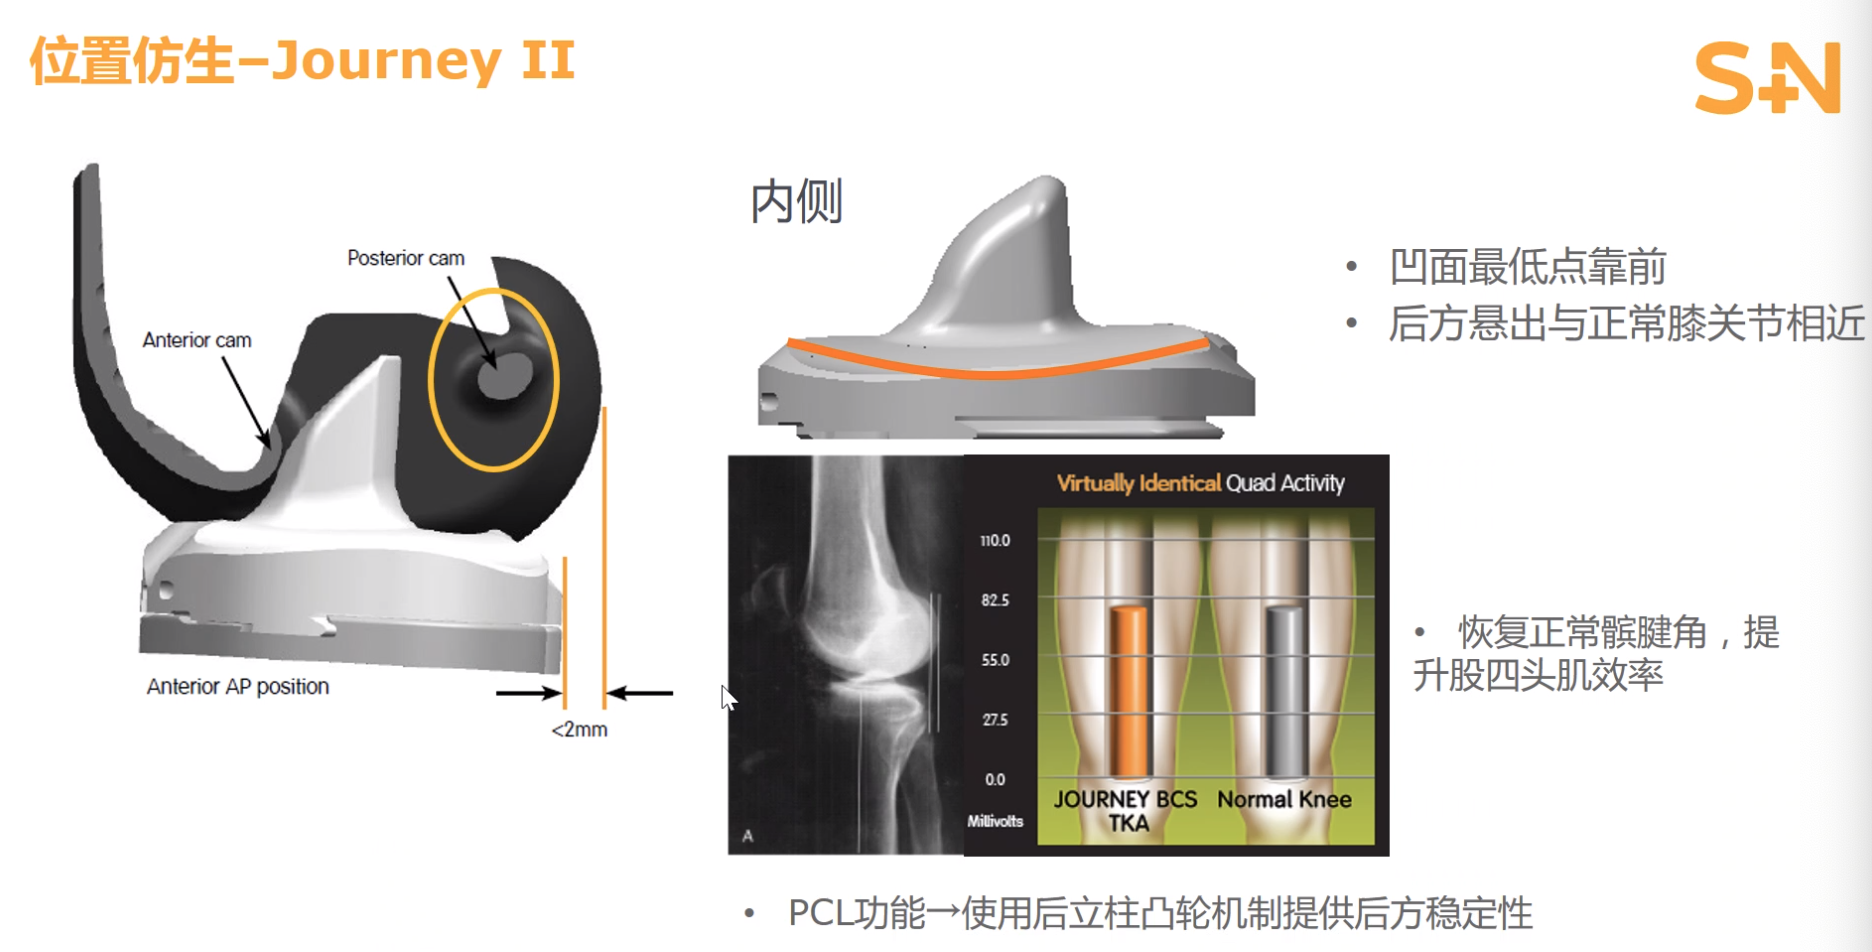 位置仿生–Journey II
S+N
Posterior cam
Anterior cam
Anterior AP position
<2mm
内侧
• 凹面最低点靠前
• 后方悬出与正常膝关节相近
Virtually Identical Quad Activity
110.0
82.5
55.0
27.5
0.0
Millivolts
JOURNEY BCS
TKA
Normal Knee
A
• 恢复正常髌腱角，提
升股四头肌效率
• PCL功能→使用后立柱凸轮机制提供后方稳定性